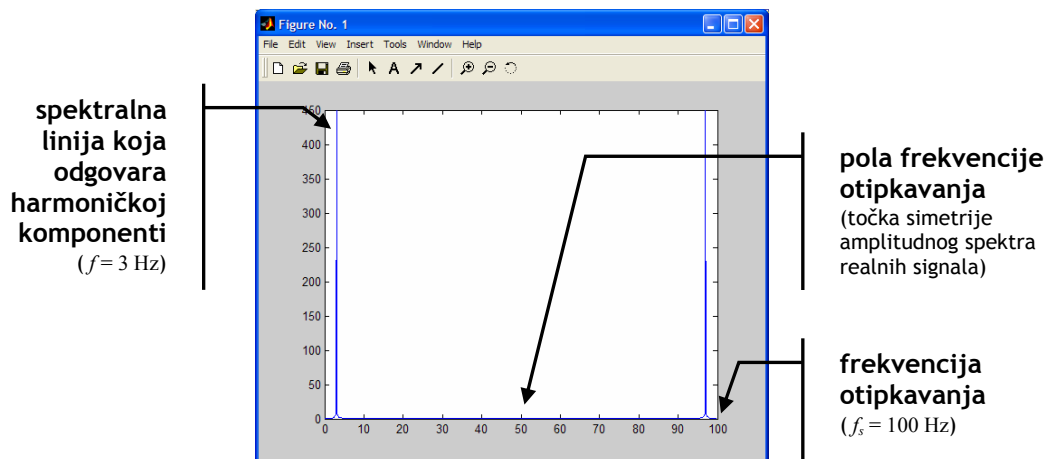 Figure No. 1
File Edit View Insert Tools Window Help
A
spektralna
linija koja
odgovara
harmoničkoj
komponenti
( f = 3 Hz)
450
400
350
300
250
200
150
100
50
0
0 10 20 30 40 50 60 70 80 90 100
pola frekvencije
otipkavanja
(točka simetrije
amplitudnog spektra
realnih signala)
frekvencija
otipkavanja
( fs = 100 Hz)